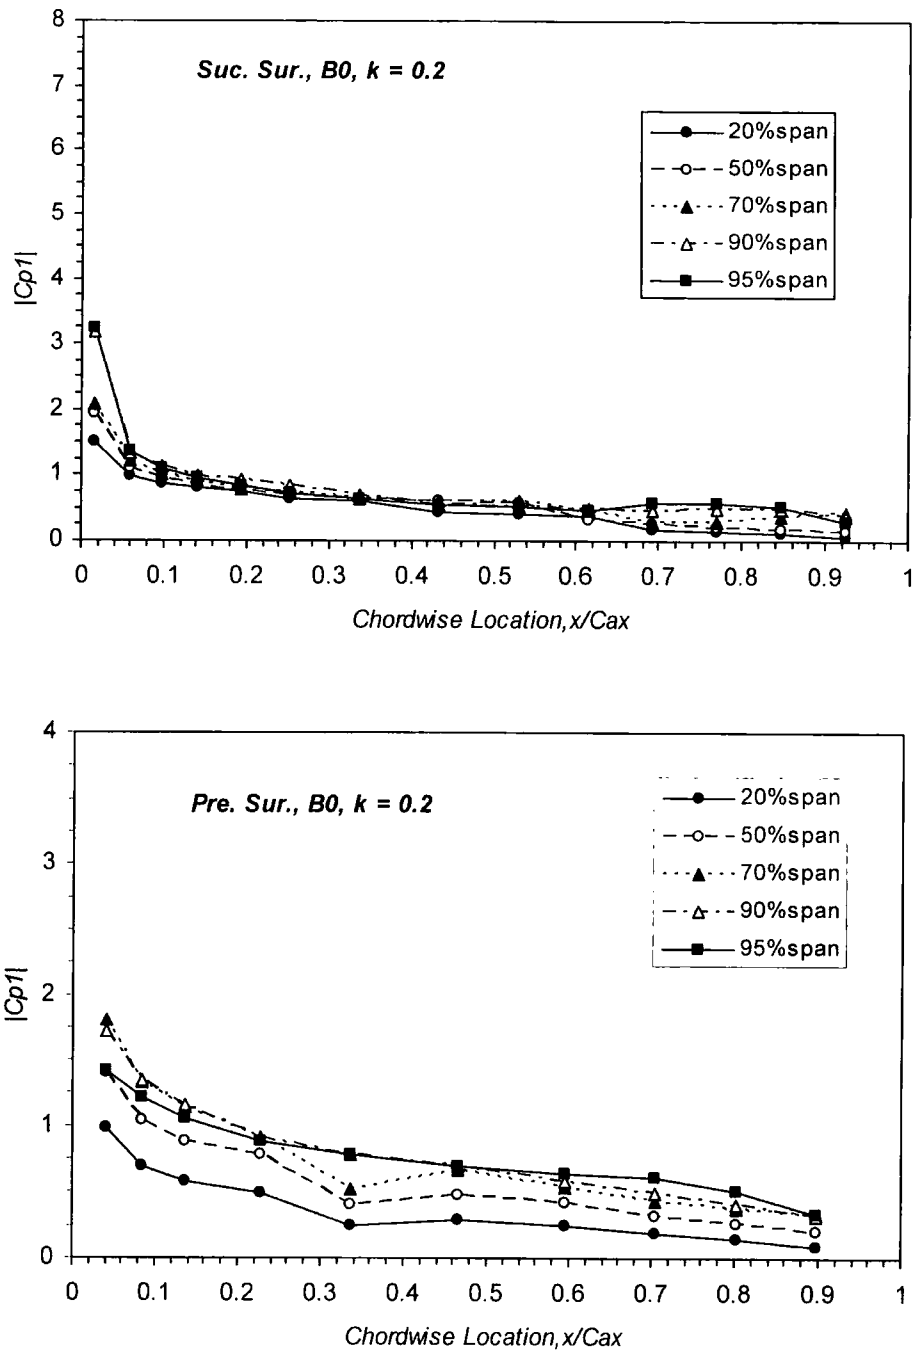 8
Suc. Sur., B0, k = 0.2
7
20%span
6
50%span
5
70%span
90%span
4
95%span
|Cp1|
3
2
1
0
0 0.1 0.2 0.3 0.4 0.5 0.6 0.7 0.8 0.9 1
Chordwise Location,x/Cax
4
Pre. Sur., B0, k = 0.2
20%span
50%span
3
70%span
90%span
95%span
|Cp1|
2
1
0
0 0.1 0.2 0.3 0.4 0.5 0.6 0.7 0.8 0.9 1
Chordwise Location,x/Cax